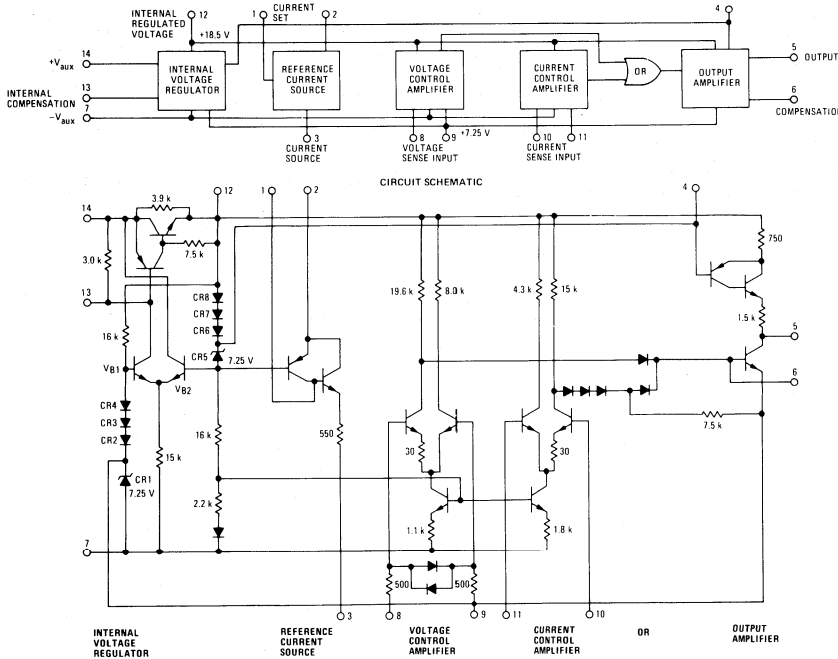 INTERNAL
REGULATED
VOLTAGE
12
+18.5 V
1
CURRENT
SET
2
4
14
+Vaux
INTERNAL
COMPENSATION
13
7
−Vaux
INTERNAL
VOLTAGE
REGULATOR
REFERENCE
CURRENT
SOURCE
VOLTAGE
CONTROL
AMPLIFIER
CURRENT
CONTROL
AMPLIFIER
OR
OUTPUT
AMPLIFIER
5
OUTPUT
6
COMPENSATIO
3
CURRENT
SOURCE
8
9
+7.25 V
VOLTAGE
SENSE INPUT
10
11
CURRENT
SENSE INPUT
CIRCUIT SCHEMATIC
14
3.9 k
12
1
2
4
3.0 k
7.5 k
750
13
CR8
CR7
CR6
19.6 k
8.0 k
4.3 k
15 k
1.5 k
16 k
CR5
7.25 V
5
VB1
VB2
6
CR4
CR3
CR2
16 k
550
30
30
7.5 k
15 k
CR1
7.25 V
2.2 k
1.1 k
1.8 k
7
500
500
3
8
9
11
10
INTERNAL
VOLTAGE
REGULATOR
REFERENCE
CURRENT
SOURCE
VOLTAGE
CONTROL
AMPLIFIER
CURRENT
CONTROL
AMPLIFIER
OR
OUTPUT
AMPLIFIER